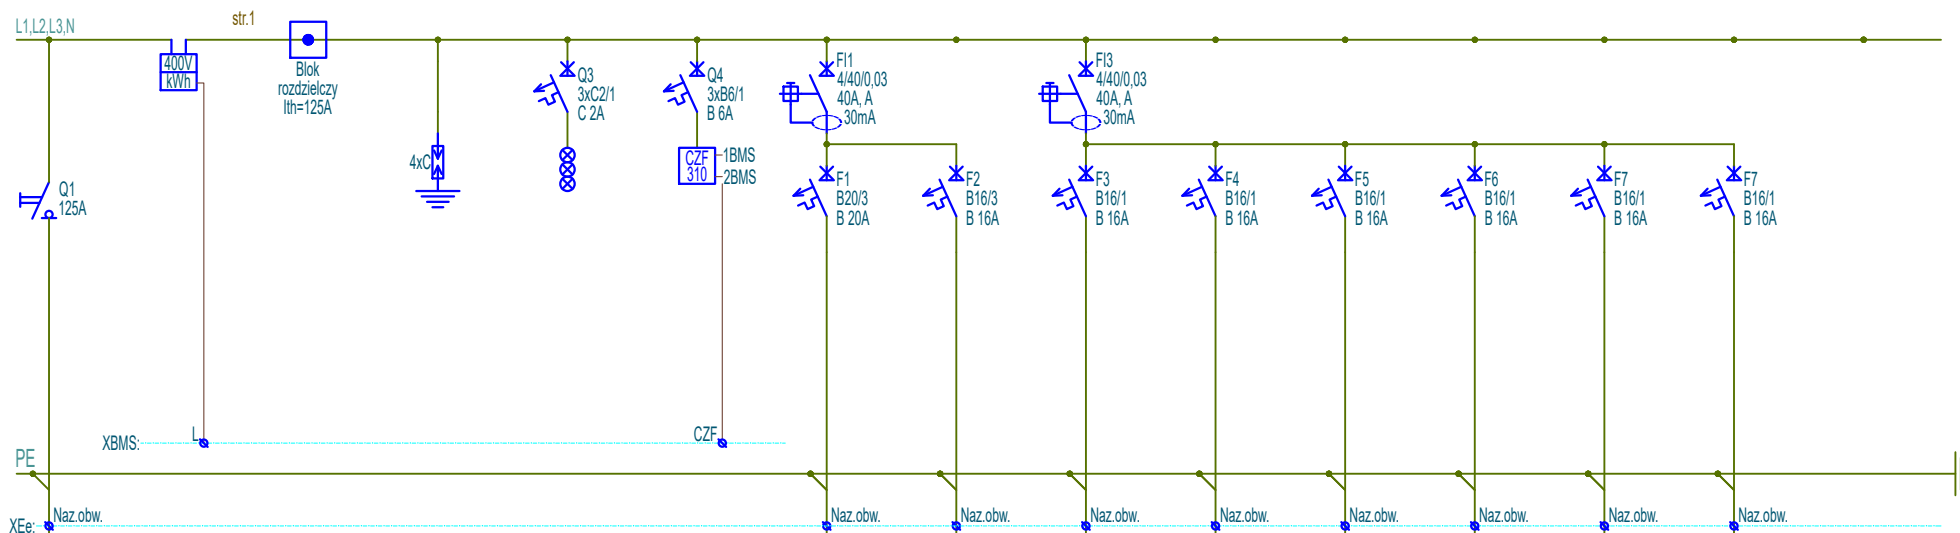 str.1
L1,L2,L3,N
400V
kWh
Blok
rozdzielczy
Ith=125A
4xC
Q3
3xC2/1
C 2A
Q4
3xB6/1
B 6A
CZF
310
1BMS
2BMS
FI1
4/40/0,03
40A, A
30mA
FI3
4/40/0,03
40A, A
30mA
Q1
125A
F1
B20/3
B 20A
F2
B16/3
B 16A
F3
B16/1
B 16A
F4
B16/1
B 16A
F5
B16/1
B 16A
F6
B16/1
B 16A
F7
B16/1
B 16A
F7
B16/1
B 16A
XBMS:
L
CZF
PE
XEe:
Naz.obw.
Naz.obw.
Naz.obw.
Naz.obw.
Naz.obw.
Naz.obw.
Naz.obw.
Naz.obw.
Naz.obw.